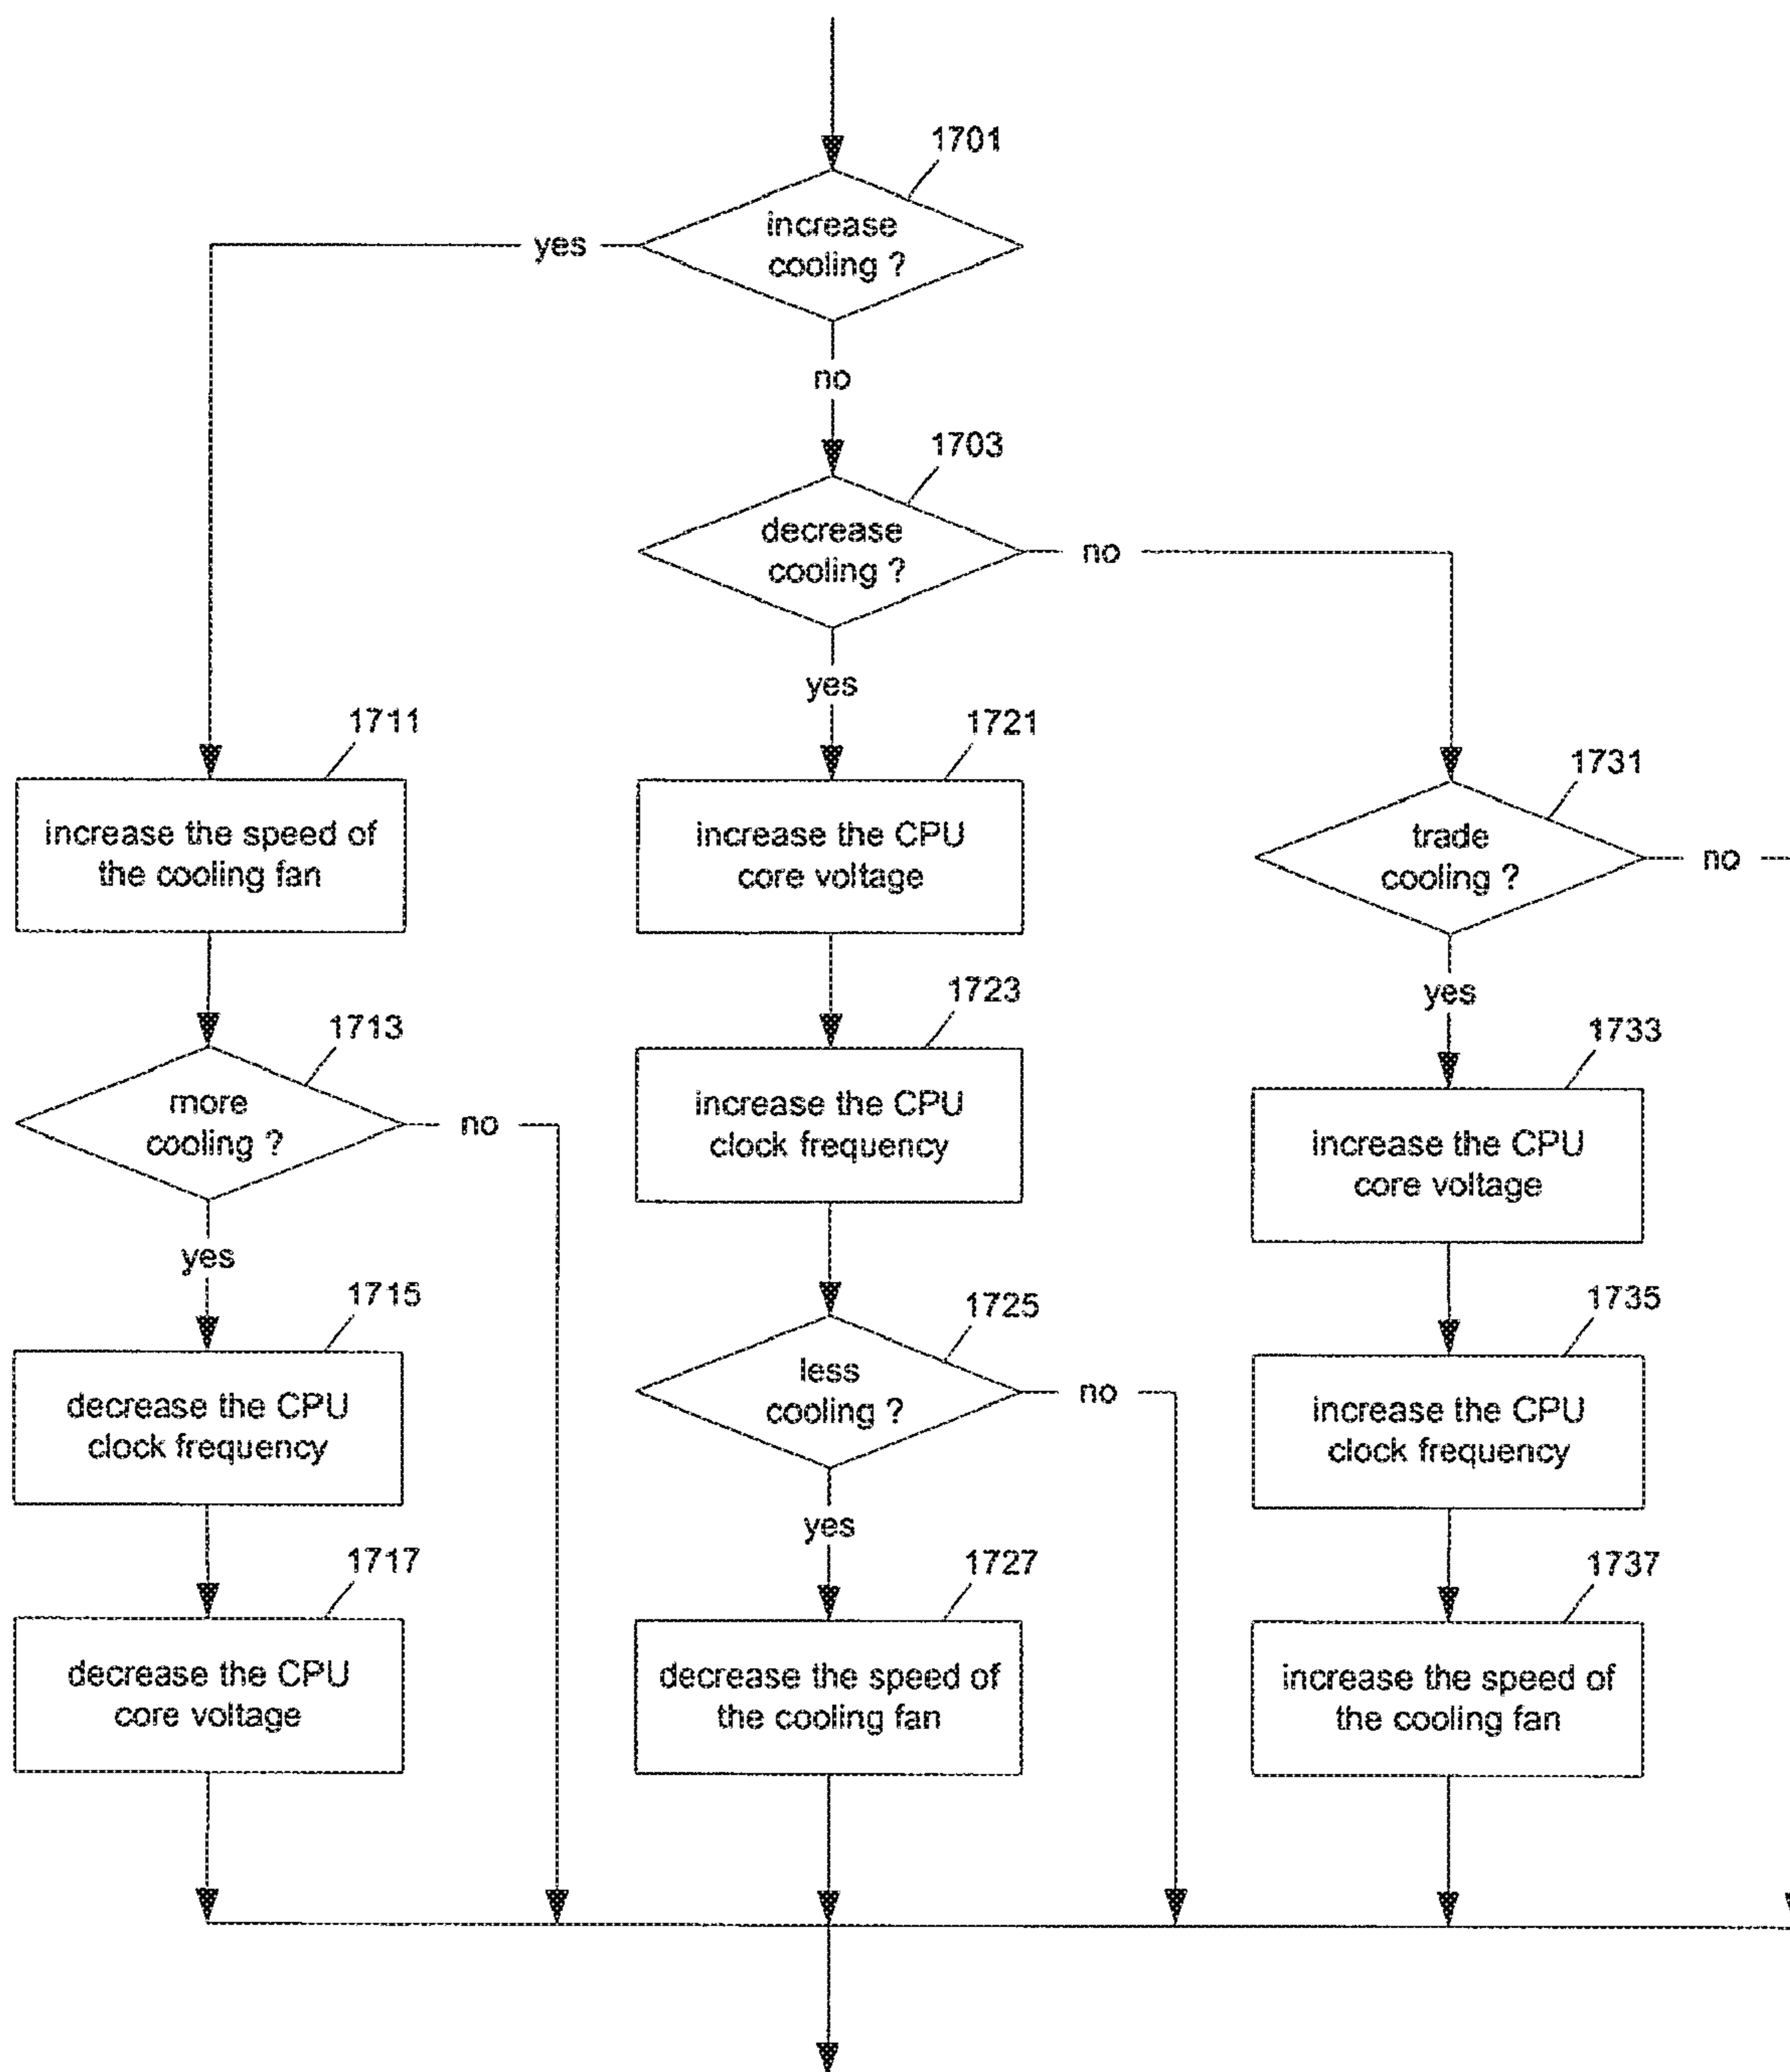 1701
increase
cooling ?
yes
no
1703
decrease
cooling ?
no
yes
1711
increase the speed of
the cooling fan
1721
increase the CPU
core voltage
1731
trade
cooling ?
no
yes
1713
more
cooling ?
no
yes
1723
increase the CPU
clock frequency
1733
increase the CPU
core voltage
1715
decrease the CPU
clock frequency
1725
less
cooling ?
no
yes
1735
increase the CPU
clock frequency
1717
decrease the CPU
core voltage
1727
decrease the speed of
the cooling fan
1737
increase the speed of
the cooling fan